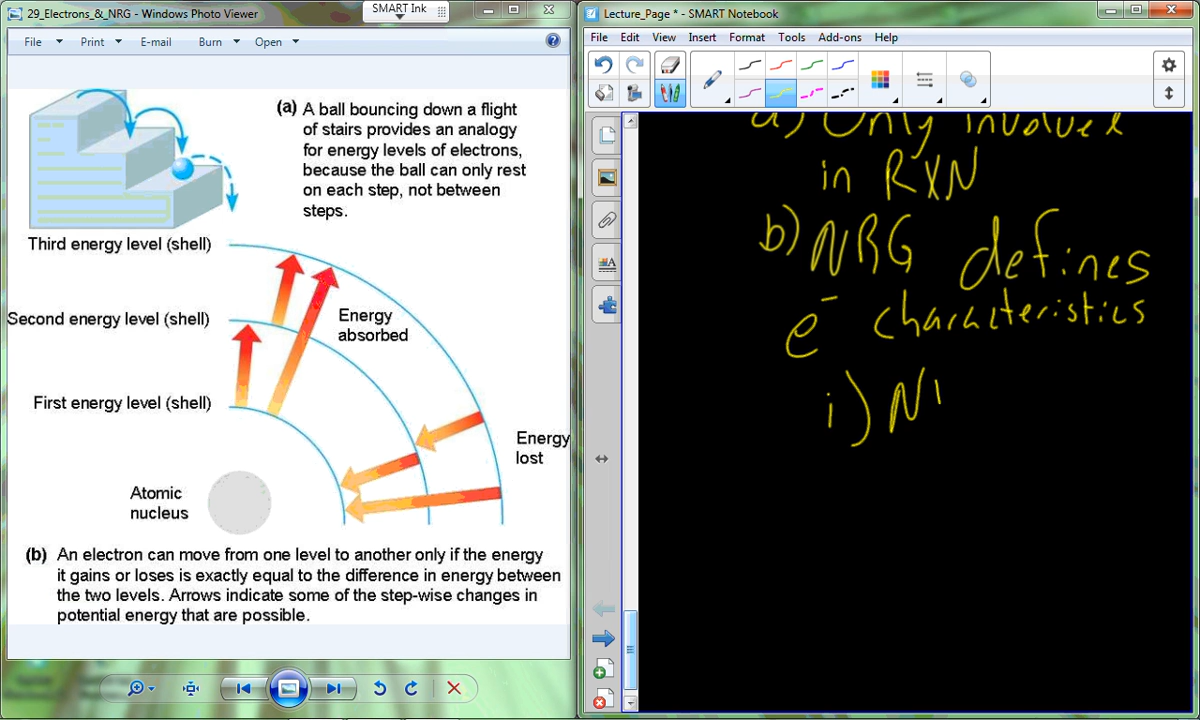 29_Electrons_&_NRG - Windows Photo Viewer
SMART Ink
File Print E-mail Burn Open
(a) A ball bouncing down a flight
of stairs provides an analogy
for energy levels of electrons,
because the ball can only rest
on each step, not between
steps.
Third energy level (shell)
Second energy level (shell)
Energy
absorbed
First energy level (shell)
Energy
lost
Atomic
nucleus
(b) An electron can move from one level to another only if the energy
it gains or loses is exactly equal to the difference in energy between
the two levels. Arrows indicate some of the step-wise changes in
potential energy that are possible.
Lecture_Page * - SMART Notebook
File Edit View Insert Format Tools Add-ons Help
a) Only involved
in RXN
b) NRG defines
e⁻ characteristics
i) N